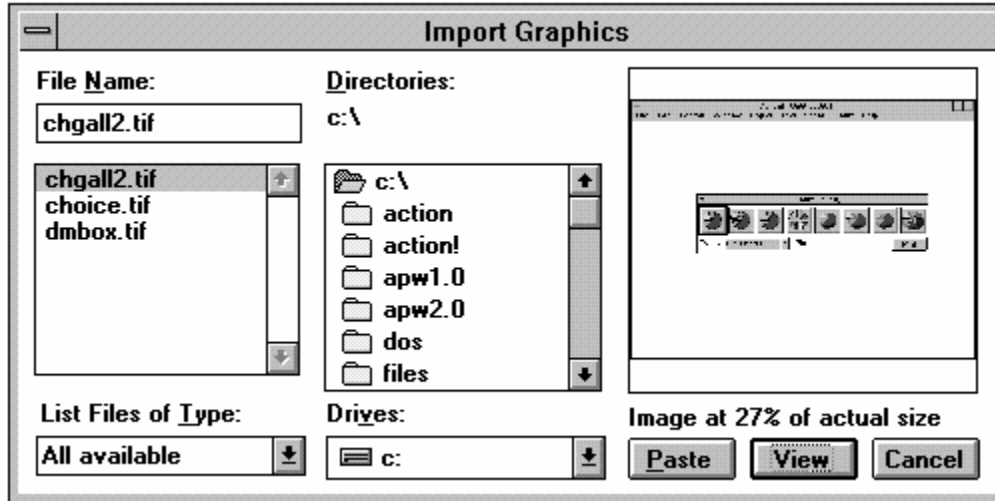 Import Graphics
File Name:
chgall2.tif
chgall2.tif
choice.tif
dmbox.tif
List Files of Type:
All available
Directories:
c:\
c:\
action
action!
apw1.0
apw2.0
dos
files
Drives:
c:
Image at 27% of actual size
Paste
View
Cancel